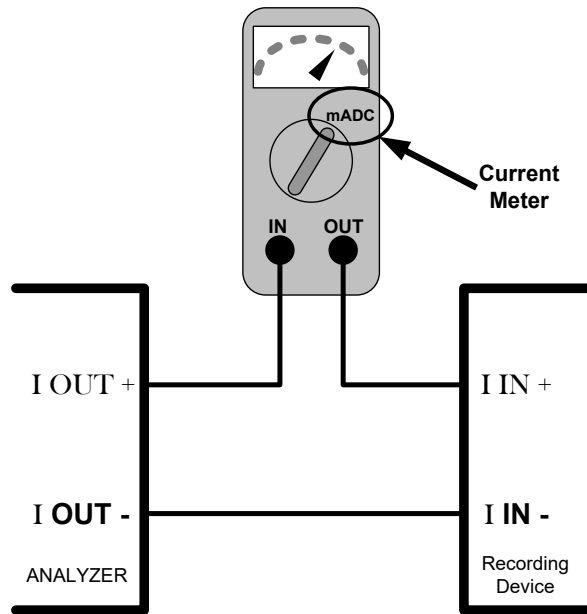 mADC
Current
Meter
IN
OUT
I OUT +
I IN +
I OUT -
I IN -
ANALYZER
Recording
Device